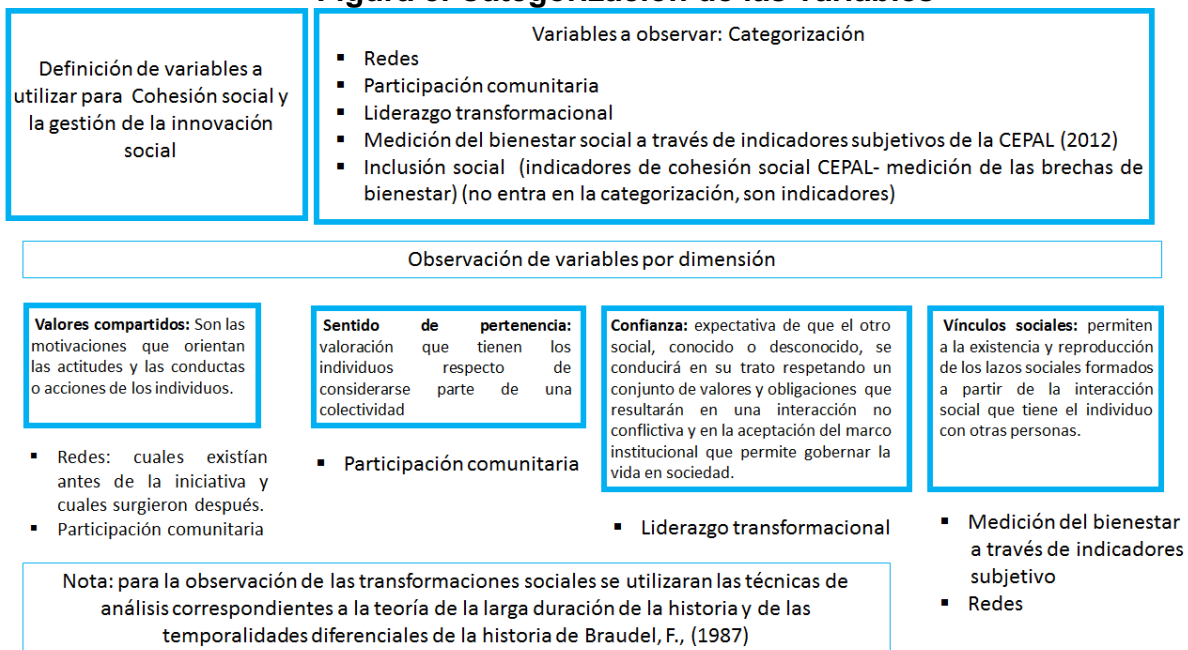 Figura 3. Categorización de las variables
Definición de variables a
utilizar para Cohesión social y
la gestión de la innovación
social
Variables a observar: Categorización
▪ Redes
▪ Participación comunitaria
▪ Liderazgo transformacional
▪ Medición del bienestar social a través de indicadores subjetivos de la CEPAL (2012)
▪ Inclusión social (indicadores de cohesión social CEPAL- medición de las brechas de
bienestar) (no entra en la categorización, son indicadores)
Observación de variables por dimensión
Valores compartidos: Son las
motivaciones que orientan
las actitudes y las conductas
o acciones de los individuos.
▪ Redes: cuales existían
antes de la iniciativa y
cuales surgieron después.
▪ Participación comunitaria
Sentido de pertenencia:
valoración que tienen los
individuos respecto de
considerarse parte de una
colectividad
▪ Participación comunitaria
Confianza: expectativa de que el otro
social, conocido o desconocido, se
conducirá en su trato respetando un
conjunto de valores y obligaciones que
resultarán en una interacción no
conflictiva y en la aceptación del marco
institucional que permite gobernar la
vida en sociedad.
▪ Liderazgo transformacional
Vínculos sociales: permiten
a la existencia y reproducción
de los lazos sociales formados
a partir de la interacción
social que tiene el individuo
con otras personas.
▪ Medición del bienestar
a través de indicadores
subjetivo
▪ Redes
Nota: para la observación de las transformaciones sociales se utilizaran las técnicas de
análisis correspondientes a la teoría de la larga duración de la historia y de las
temporalidades diferenciales de la historia de Braudel, F., (1987)